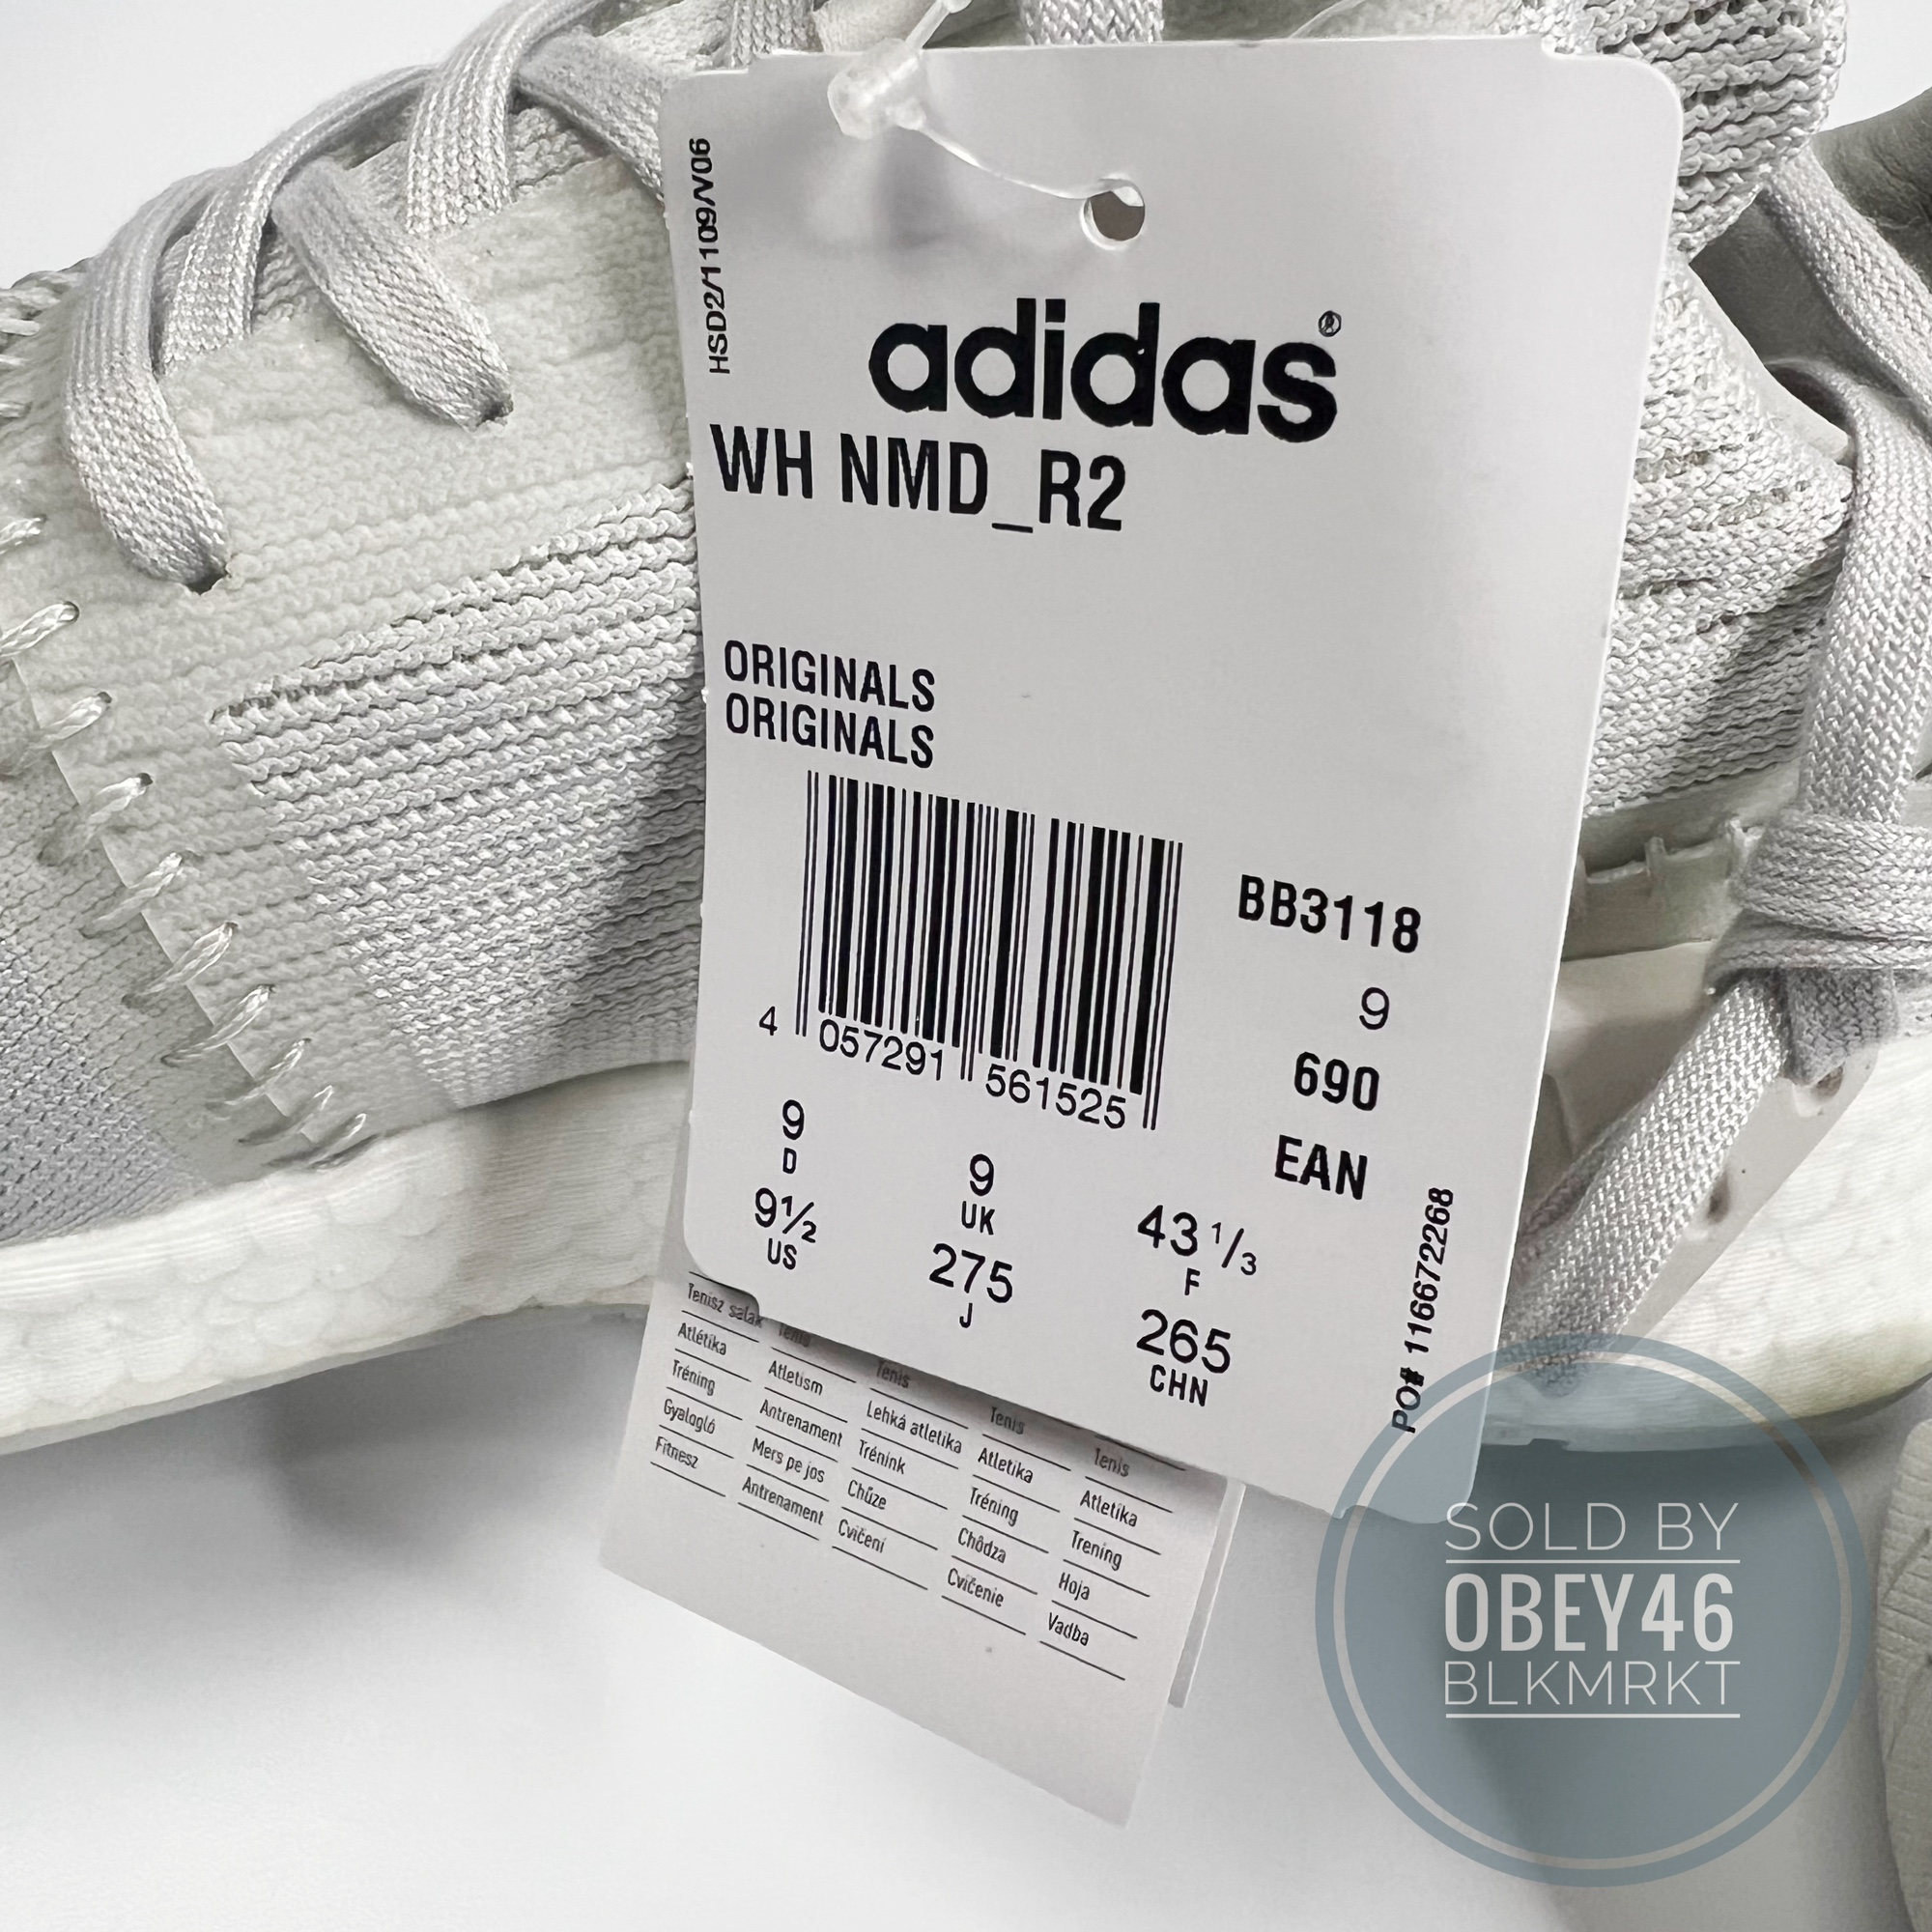 HSD2/1109/V06
adidas®
WH NMD_R2
ORIGINALS
ORIGINALS
4 057291 561525
BB3118
9
690
EAN
9
D
9½
US
9
UK
275
J
43 1/3
F
265
CHN
PO# 116672268
Tenisz salak
Atlétika
Tréning
Gyalogló
Fitnesz
Tenis
Atletism
Antrenament
Mers pe jos
Antrenament
Tenis
Lehká atletika
Trénink
Chůze
Cvičení
Tenis
Atletika
Tréning
Chôdza
Cvičenie
Tenis
Atletika
Trening
Hoja
Vadba
SOLD BY
OBEY46
BLKMRKT